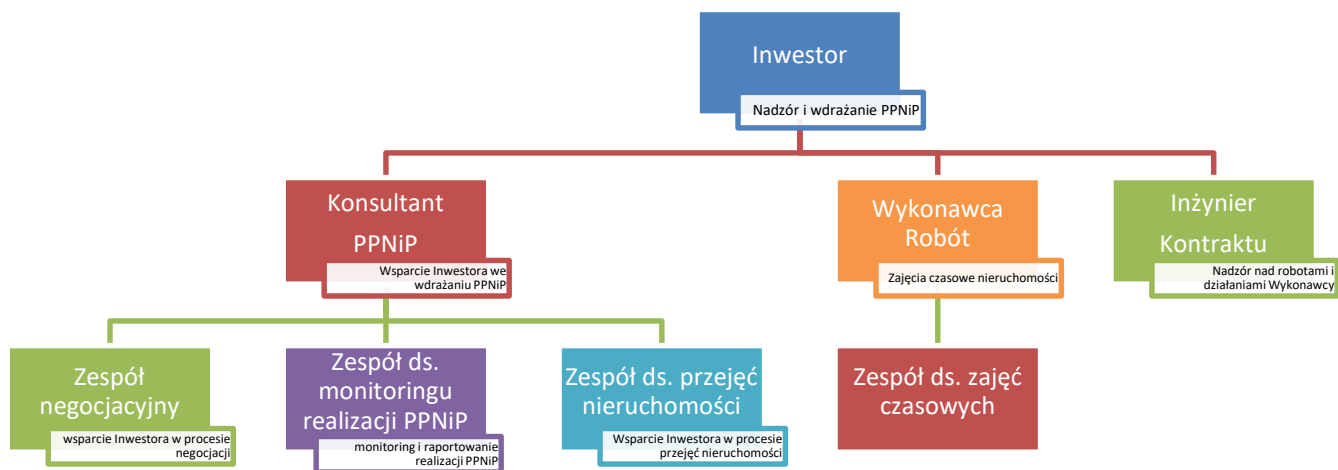 Inwestor
Nadzór i wdrażanie PPNiP
Konsultant
PPNiP
Wsparcie Inwestora we
wdrażaniu PPNiP
Wykonawca
Robót
Zajęcia czasowe nieruchomości
Inżynier
Kontraktu
Nadzór nad robotami i
działaniami Wykonawcy
Zespół
negocjacyjny
wsparcie Inwestora w procesie
negocjacji
Zespół ds.
monitoringu
realizacji PPNiP
monitoring i raportowanie
realizacji PPNiP
Zespół ds. przejęć
nieruchomości
Wsparcie Inwestora w procesie
przejęć nieruchomości
Zespół ds. zajęć
czasowych